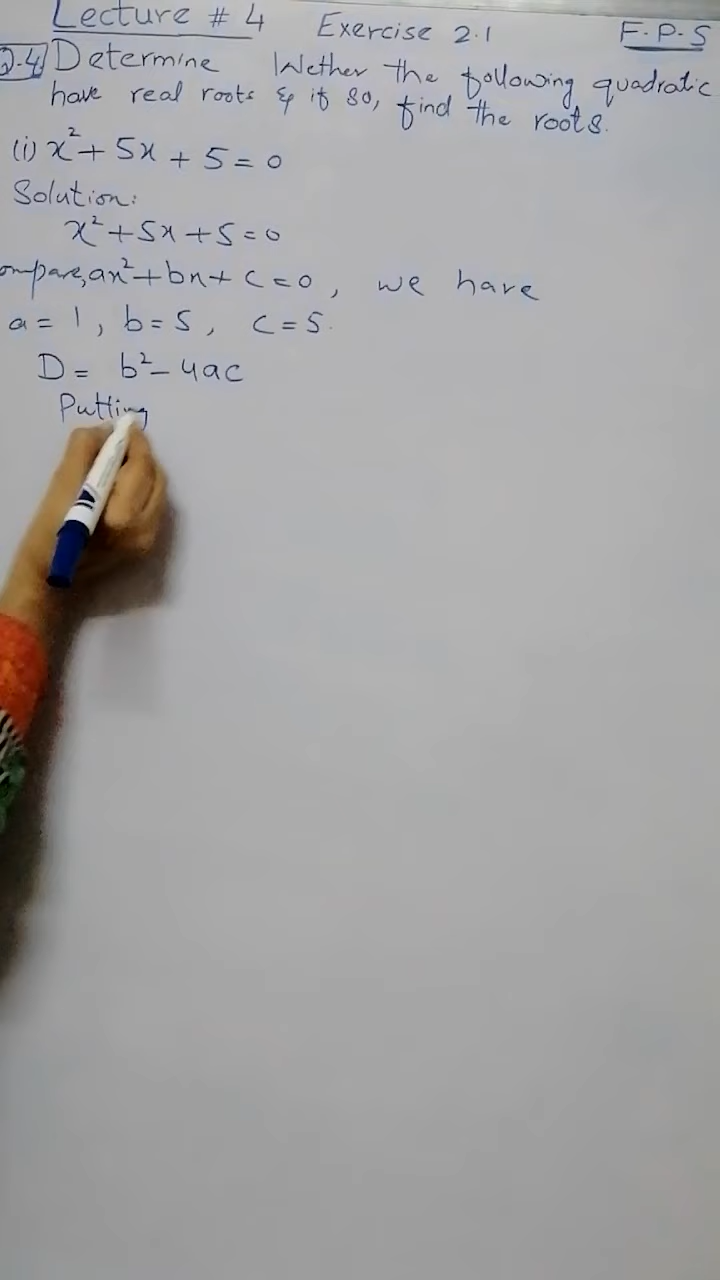 Lecture # 4 Exercise 2.1 F.P.S
Q.4 Determine Wether the following quadratic
have real roots & if so, find the roots.
(i) x²+ 5x + 5 = 0
Solution:
x²+5x+5=0
ompare, ax²+bx+c=0, we have
a=1, b=5, c=5.
D= b²-4ac
Putting